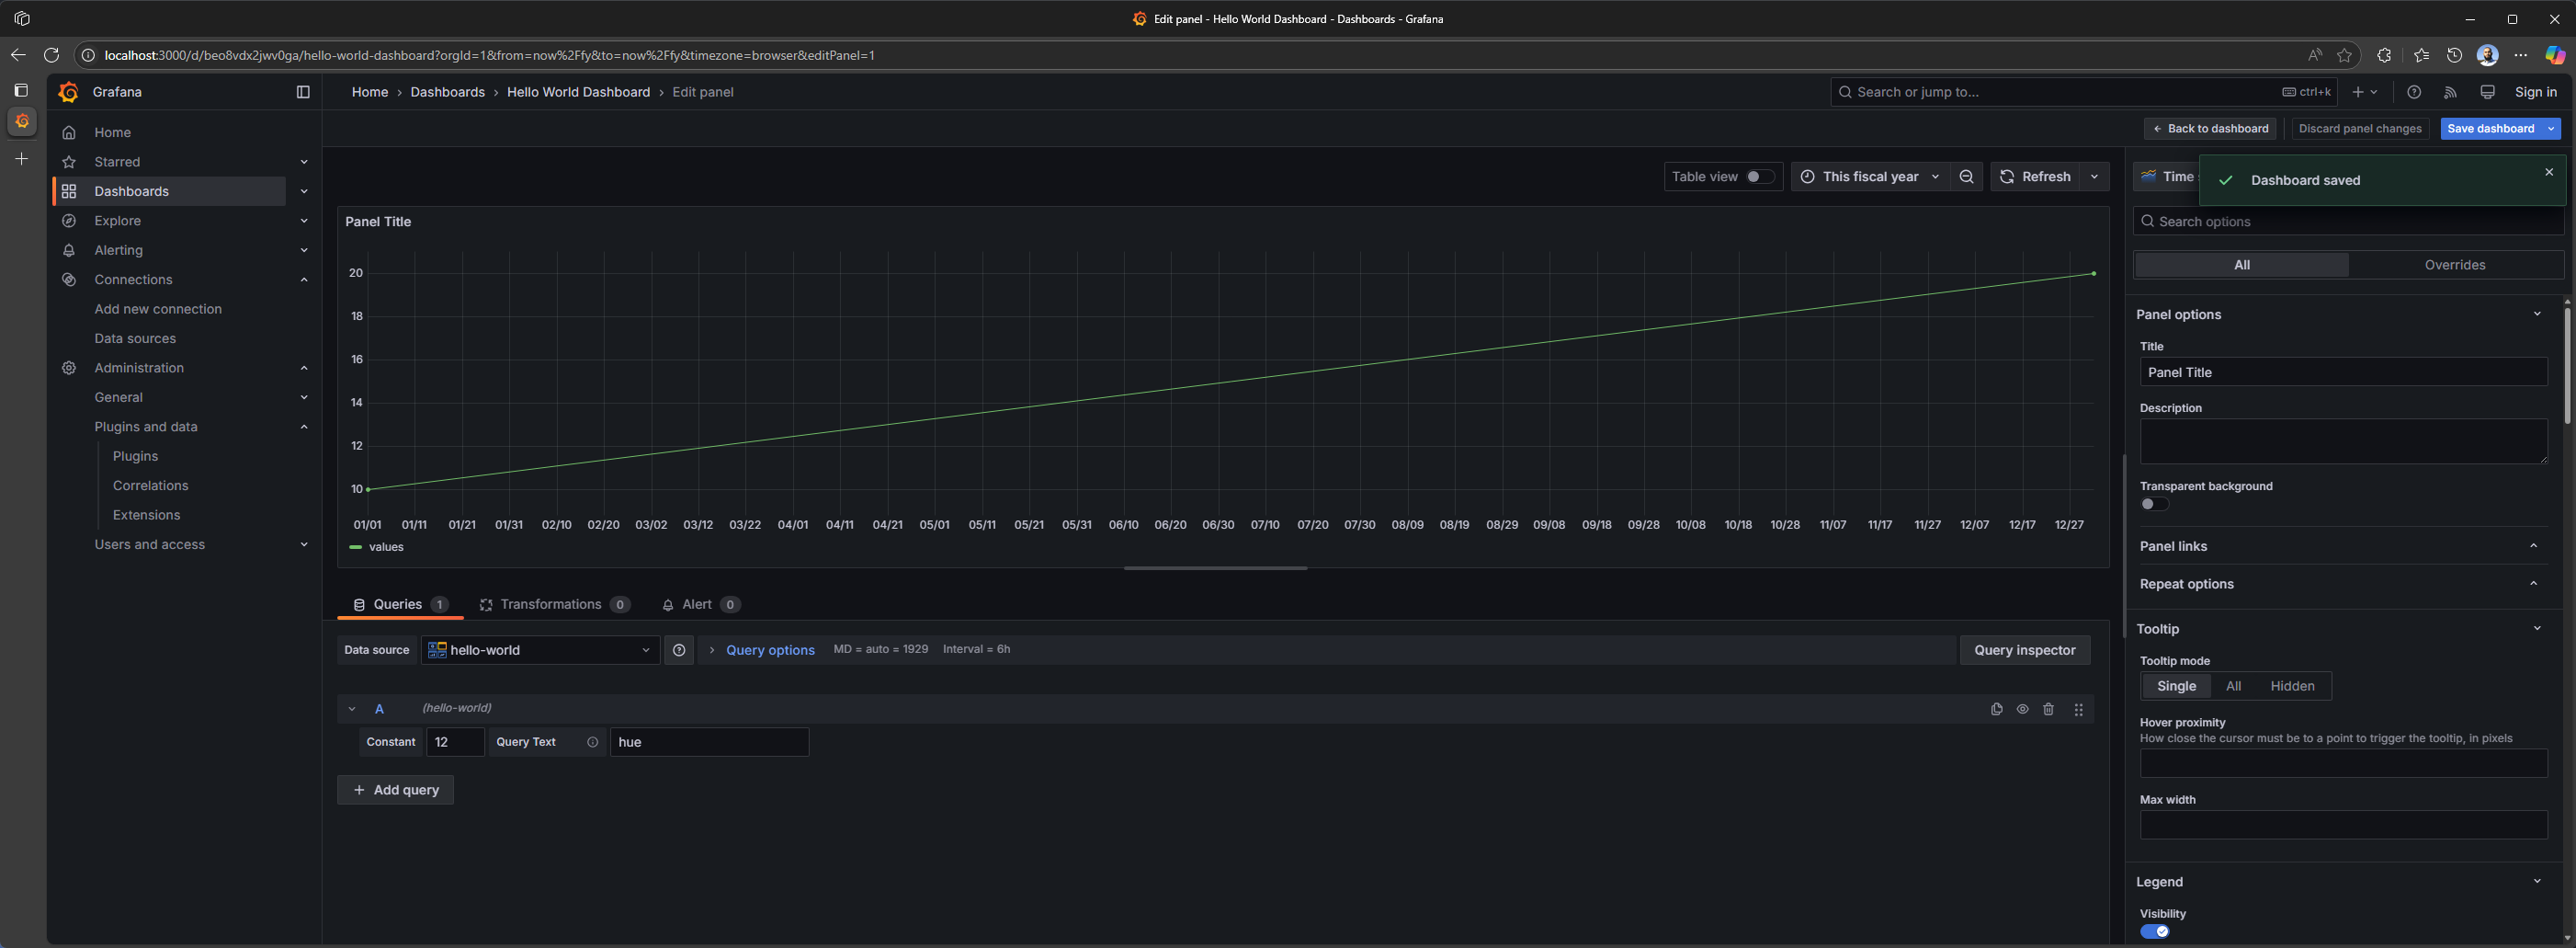 Edit panel - Hello World Dashboard - Dashboards - Grafana
localhost:3000/d/beo8vdx2jwv0ga/hello-world-dashboard?orgId=1&from=now%2Ffy&to=now%2Ffy&timezone=browser&editPanel=1
Grafana
Home › Dashboards › Hello World Dashboard › Edit panel
Search or jump to...
ctrl+k
Sign in
Back to dashboard
Discard panel changes
Save dashboard
Home
Starred
Dashboards
Explore
Alerting
Connections
Add new connection
Data sources
Administration
General
Plugins and data
Plugins
Correlations
Extensions
Users and access
Table view
This fiscal year
Refresh
Panel Title
20
18
16
14
12
10
01/01 01/11 01/21 01/31 02/10 02/20 03/02 03/12 03/22 04/01 04/11 04/21 05/01 05/11 05/21 05/31 06/10 06/20 06/30 07/10 07/20 07/30 08/09 08/19 08/29 09/08 09/18 09/28 10/08 10/18 10/28 11/07 11/17 11/27 12/07 12/17 12/27
values
Queries 1
Transformations 0
Alert 0
Data source
hello-world
Query options
MD = auto = 1929
Interval = 6h
Query inspector
A
(hello-world)
Constant
12
Query Text
hue
Add query
Time
Dashboard saved
Search options
All
Overrides
Panel options
Title
Panel Title
Description
Transparent background
Panel links
Repeat options
Tooltip
Tooltip mode
Single
All
Hidden
Hover proximity
How close the cursor must be to a point to trigger the tooltip, in pixels
Max width
Legend
Visibility